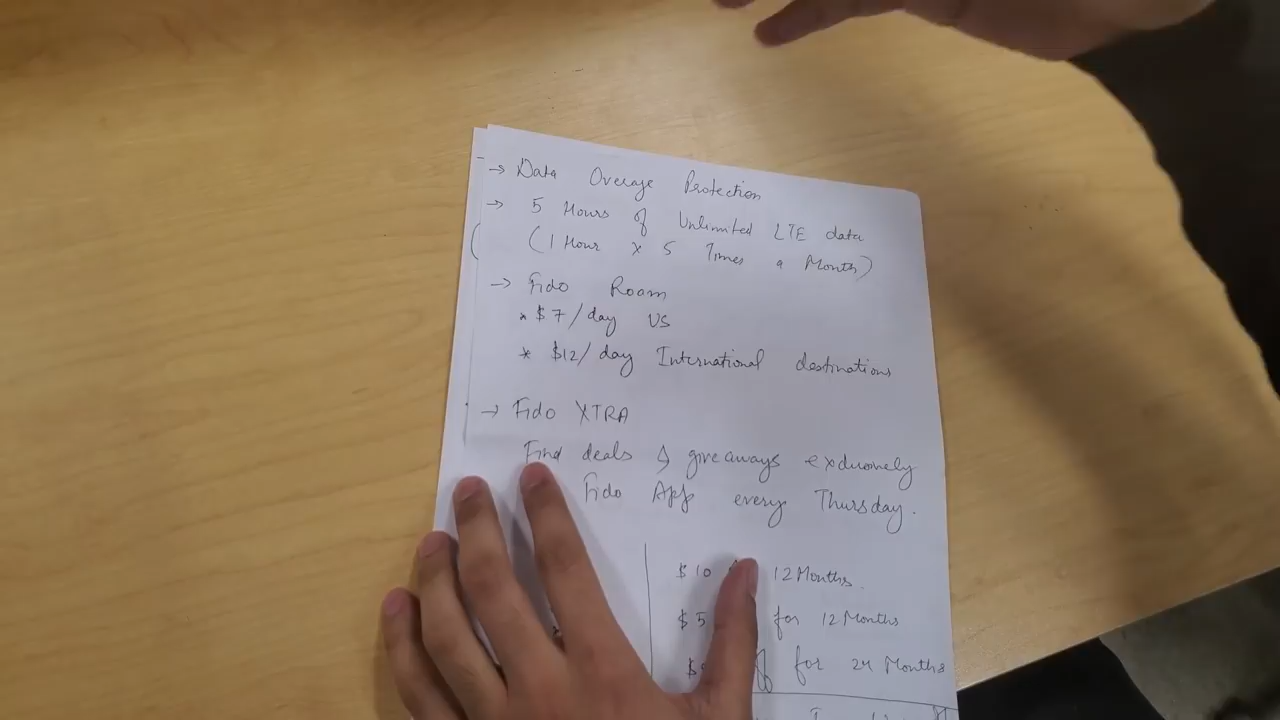 → Data Overage Protection
→ 5 Hours of Unlimited LTE data
(1 Hour x 5 Times a Month)
→ Fido Roam
* $7/day US
* $12/day International destinations
→ Fido XTRA
Find deals & giveaways exclusively
Fido App every Thursday.
$10 12 Months
$5 for 12 Months
for 24 Months